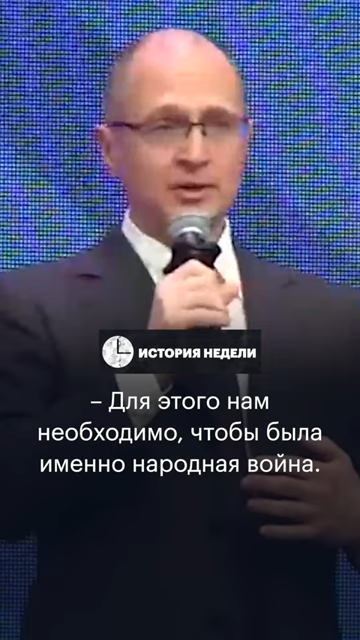 ИСТОРИЯ НЕДЕЛИ
– Для этого нам
необходимо, чтобы была
именно народная война.